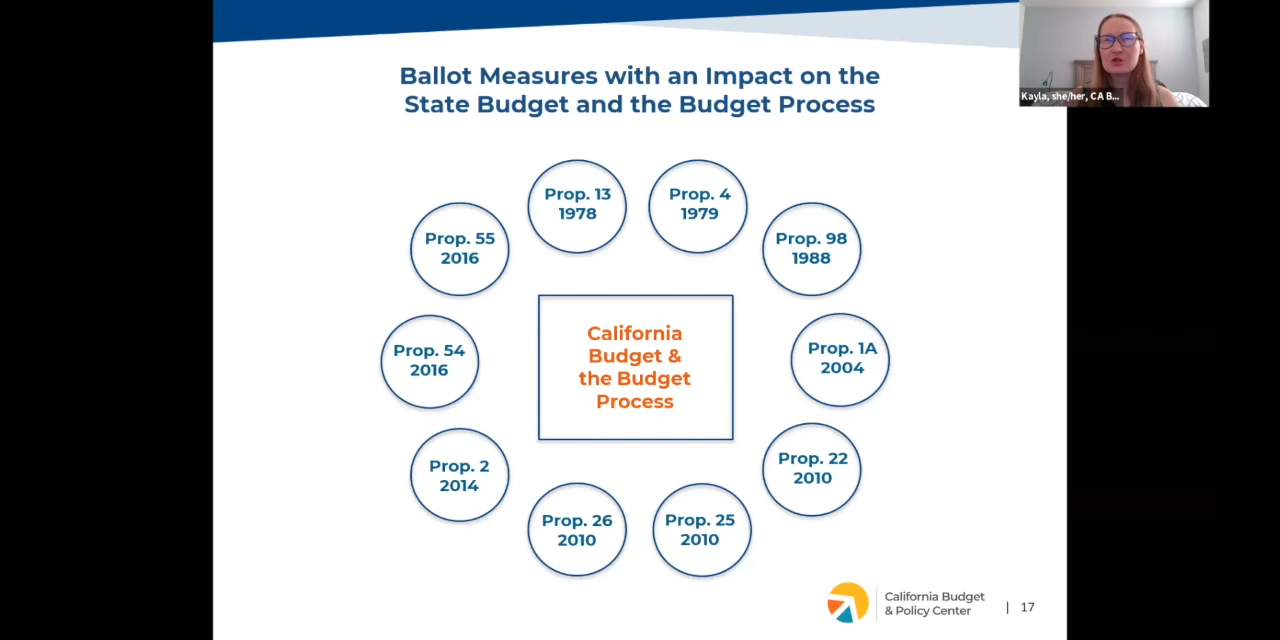 Ballot Measures with an Impact on the
State Budget and the Budget Process
Kayla, she/her, CA B...
Prop. 13
1978
Prop. 4
1979
Prop. 98
1988
Prop. 1A
2004
Prop. 22
2010
Prop. 25
2010
Prop. 26
2010
Prop. 2
2014
Prop. 54
2016
Prop. 55
2016
California
Budget &
the Budget
Process
California Budget
& Policy Center
| 17